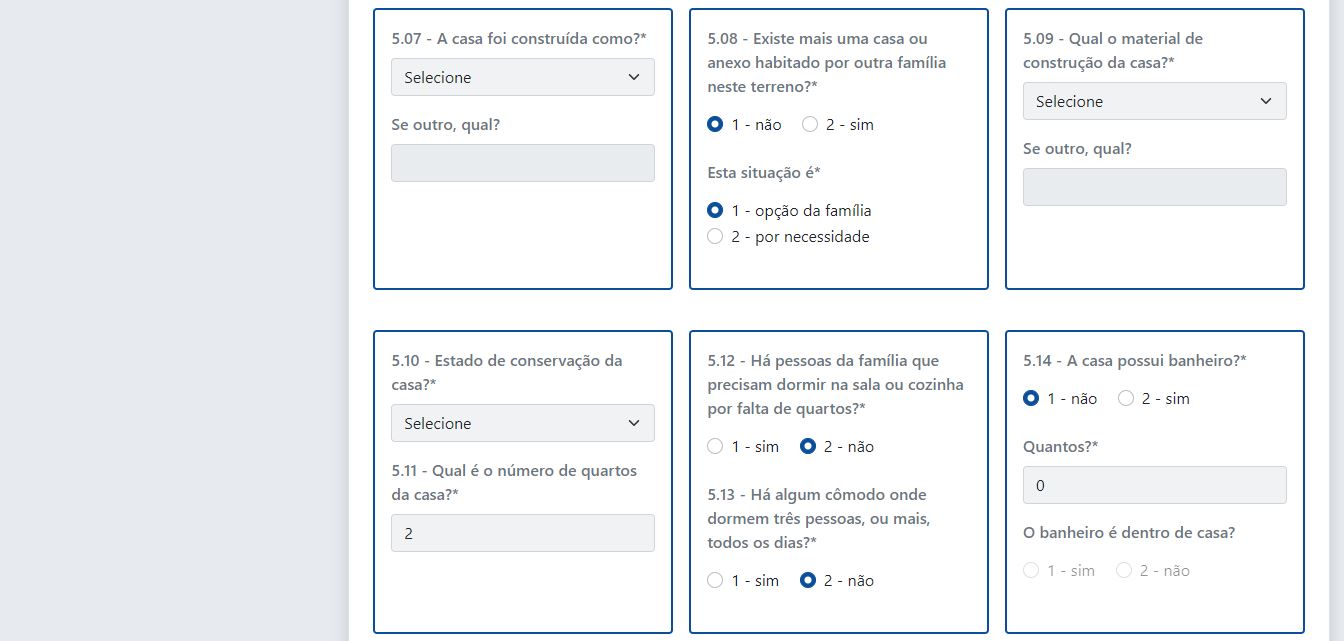 5.07 - A casa foi construída como?*
Selecione
Se outro, qual?
5.08 - Existe mais uma casa ou
anexo habitado por outra família
neste terreno?*
1 - não 2 - sim
Esta situação é*
1 - opção da família
2 - por necessidade
5.09 - Qual o material de
construção da casa?*
Selecione
Se outro, qual?
5.10 - Estado de conservação da
casa?*
Selecione
5.11 - Qual é o número de quartos
da casa?*
2
5.12 - Há pessoas da família que
precisam dormir na sala ou cozinha
por falta de quartos?*
1 - sim 2 - não
5.13 - Há algum cômodo onde
dormem três pessoas, ou mais,
todos os dias?*
1 - sim 2 - não
5.14 - A casa possui banheiro?*
1 - não 2 - sim
Quantos?*
0
O banheiro é dentro de casa?
1 - sim 2 - não